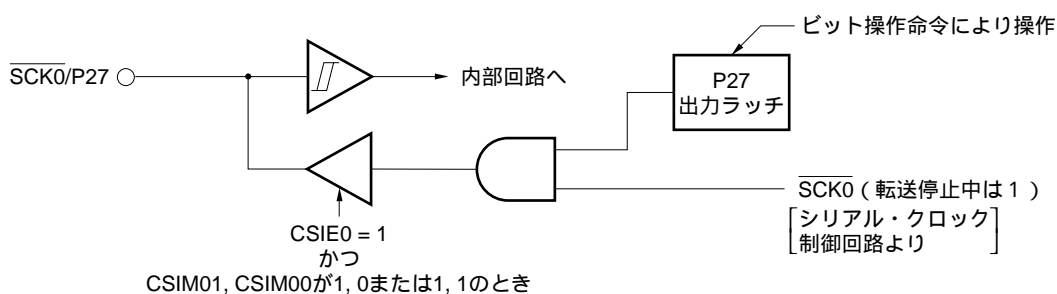 ビット操作命令により操作
SCK0/P27
内部回路へ
P27
出力ラッチ
SCK0（転送停止中は1）
シリアル・クロック
制御回路より
CSIE0 = 1
かつ
CSIM01, CSIM00が1, 0または1, 1のとき